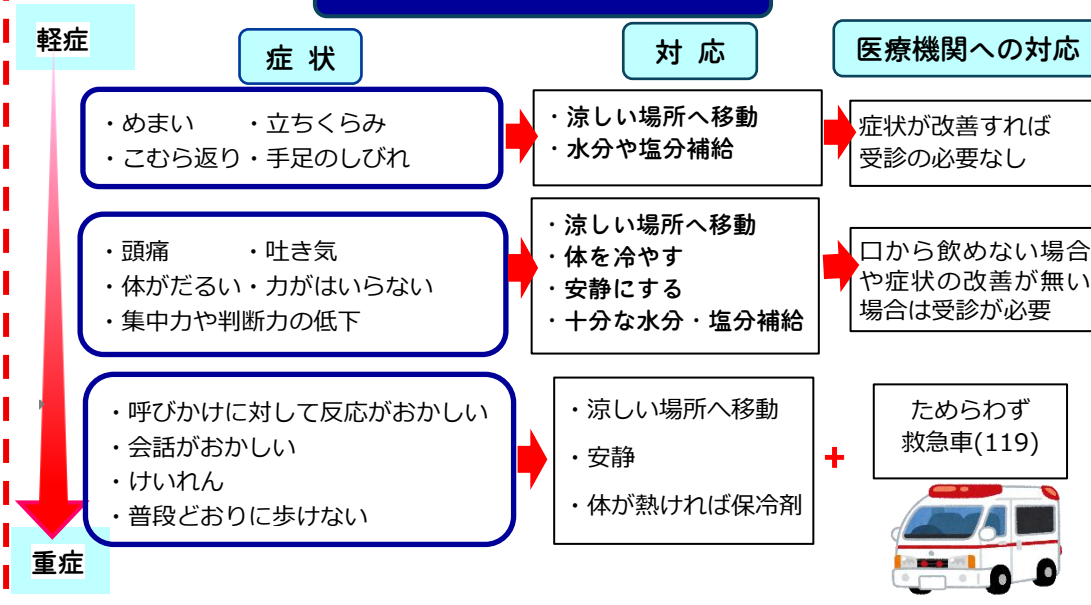 軽症
症 状
対 応
医療機関への対応
・めまい　　・立ちくらみ
・こむら返り・手足のしびれ
・涼しい場所へ移動
・水分や塩分補給
症状が改善すれば
受診の必要なし
・頭痛　　　・吐き気
・体がだるい・力がはいらない
・集中力や判断力の低下
・涼しい場所へ移動
・体を冷やす
・安静にする
・十分な水分・塩分補給
口から飲めない場合
や症状の改善が無い
場合は受診が必要
・呼びかけに対して反応がおかしい
・会話がおかしい
・けいれん
・普段どおりに歩けない
・涼しい場所へ移動
・安静
・体が熱ければ保冷剤
+
ためらわず
救急車(119)
重症